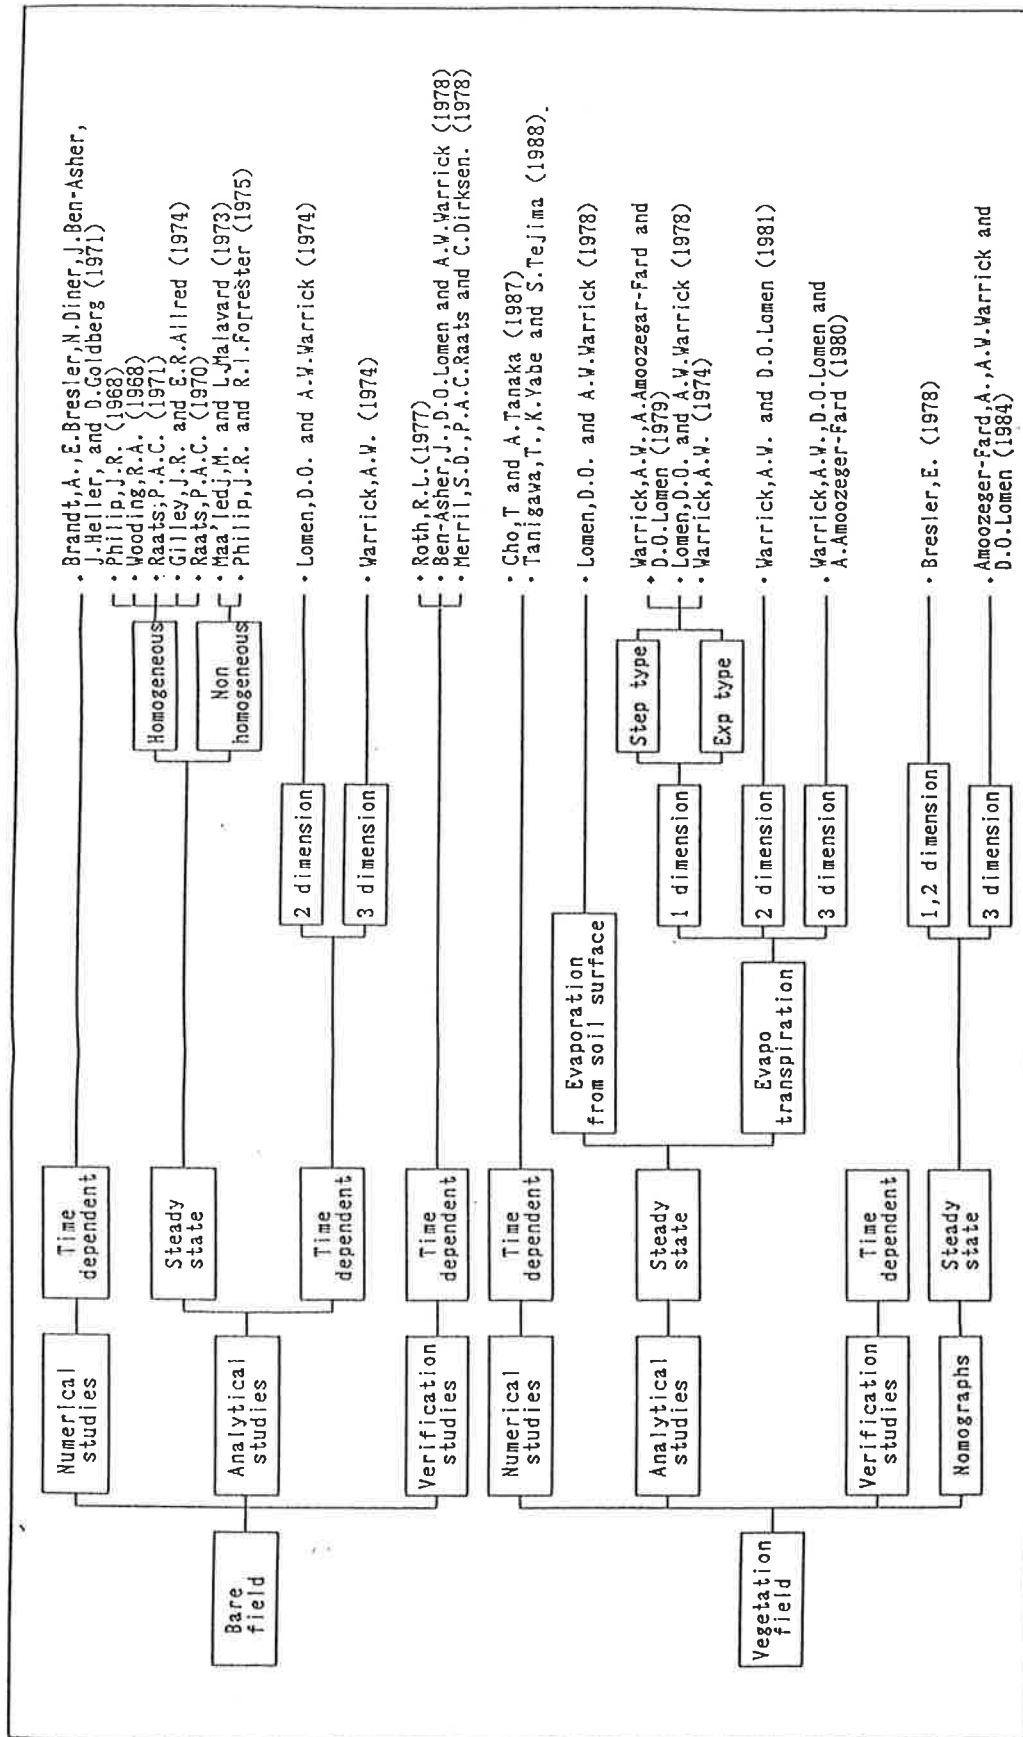 Bare
field
Numerical
studies
Time
dependent
• Brandt,A.,E.Bresler,N.Diner,J.Ben-Asher,
J.Heller, and D.Goldberg (1971)
Analytical
studies
Steady
state
Homogeneous
• Philip,J.R. (1968)
• Wooding,R.A. (1968)
• Raats,P.A.C. (1971)
• Gilley,J.R. and E.R.Allred (1974)
• Raats,P.A.C. (1970)
Non
homogeneous
• Maa'ledj,M. and L.Malavard (1973)
• Philip,J.R. and R.I.Forrester (1975)
Time
dependent
2 dimension
• Lomen,D.O. and A.W.Warrick (1974)
3 dimension
• Warrick,A.W. (1974)
Verification
studies
Time
dependent
• Roth,R.L.(1977)
• Ben-Asher,J.,D.O.Lomen and A.W.Warrick (1978)
• Merril,S.D.,P.A.C.Raats and C.Dirksen. (1978)
Vegetation
field
Numerical
studies
Time
dependent
• Cho,T and A.Tanaka (1987)
• Tanigawa,T.,K.Yabe and S.Tejima (1988).
Analytical
studies
Steady
state
Evaporation
from soil surface
• Lomen,D.O. and A.W.Warrick (1978)
Evapo
transpiration
1 dimension
Step type
Exp type
• Warrick,A.W.,A.Amoozegar-Fard and
D.O.Lomen (1979)
• Lomen,D.O. and A.W.Warrick (1978)
• Warrick,A.W. (1974)
2 dimension
• Warrick,A.W. and D.O.Lomen (1981)
3 dimension
• Warrick,A.W.,D.O.Lomen and
A.Amoozeger-Fard (1980)
Verification
studies
Time
dependent
Nomographs
Steady
state
1,2 dimension
• Bresler,E. (1978)
3 dimension
• Amoozeger-Fard,A.,A.W.Warrick and
D.O.Lomen (1984)